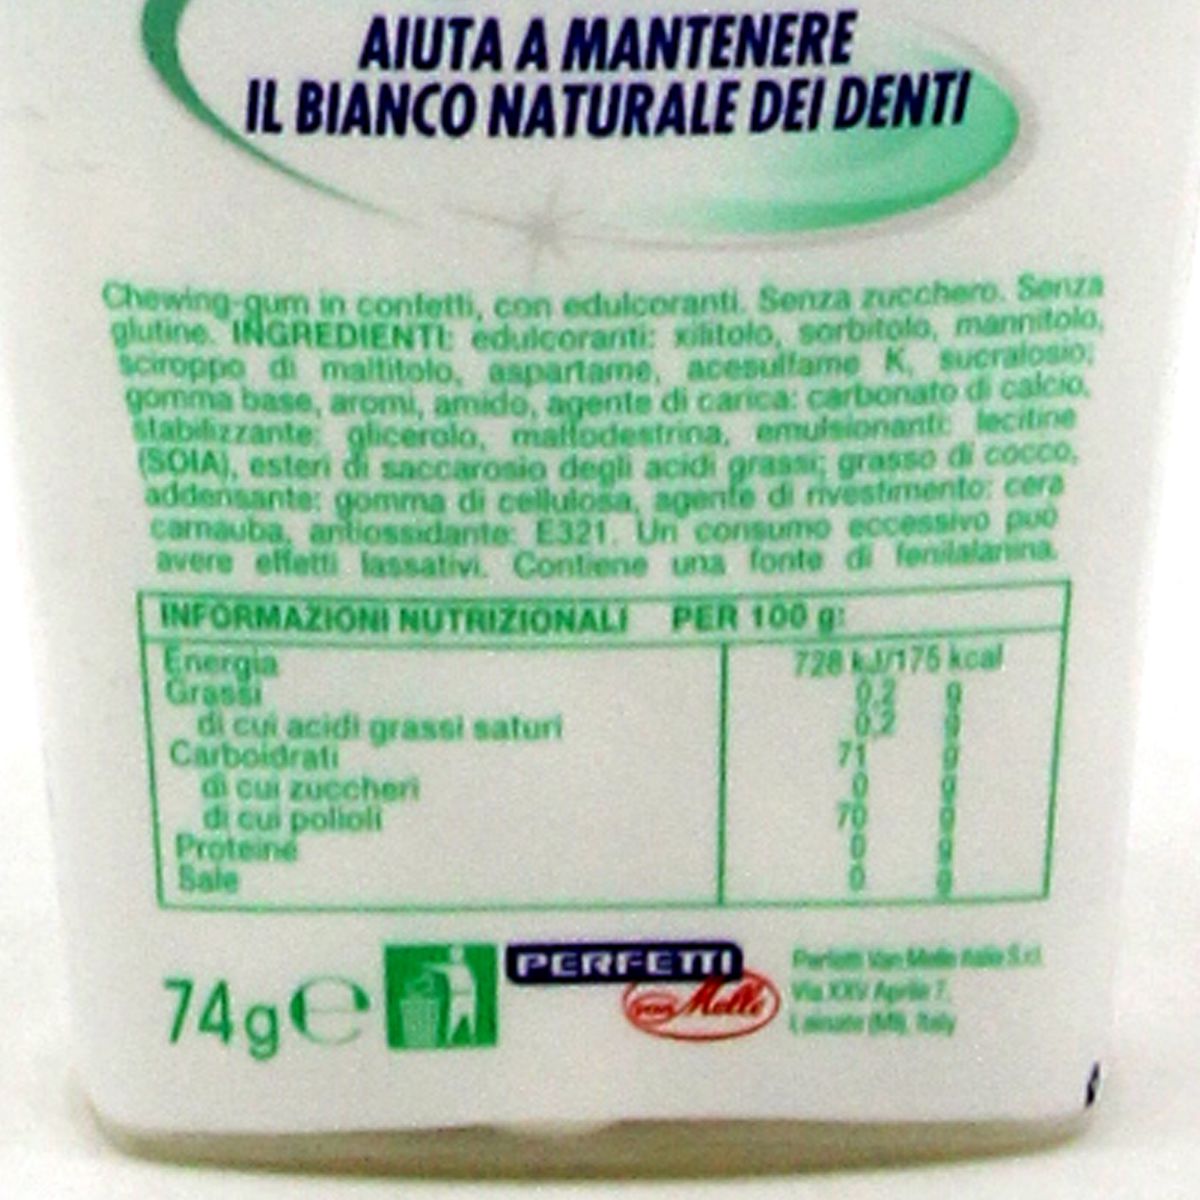 AIUTA A MANTENERE
IL BIANCO NATURALE DEI DENTI
Chewing-gum in confetti, con edulcoranti. Senza zucchero. Senza
glutine. INGREDIENTI: edulcoranti: xilitolo, sorbitolo, mannitolo,
sciroppo di maltitolo, aspartame, acesulfame K, sucralosio;
gomma base, aromi, amido, agente di carica: carbonato di calcio,
stabilizzante: glicerolo, maltodestrina, emulsionanti: lecitine
(SOIA), esteri di saccarosio degli acidi grassi; grasso di cocco,
addensante: gomma di cellulosa, agente di rivestimento: cera
carnauba, antiossidante: E321. Un consumo eccessivo può
avere effetti lassativi. Contiene una fonte di fenilalanina.
INFORMAZIONI NUTRIZIONALI PER 100 g:
Energia 728 kJ/175 kcal
Grassi 0,2 g
di cui acidi grassi saturi 0,2 g
Carboidrati 71 g
di cui zuccheri 0 g
di cui polioli 70 g
Proteine 0 g
Sale 0 g
74g℮
PERFETTI
van Melle
Perfetti Van Melle Italia S.r.l.
Via XXV Aprile 7,
Lainate (MI), Italy